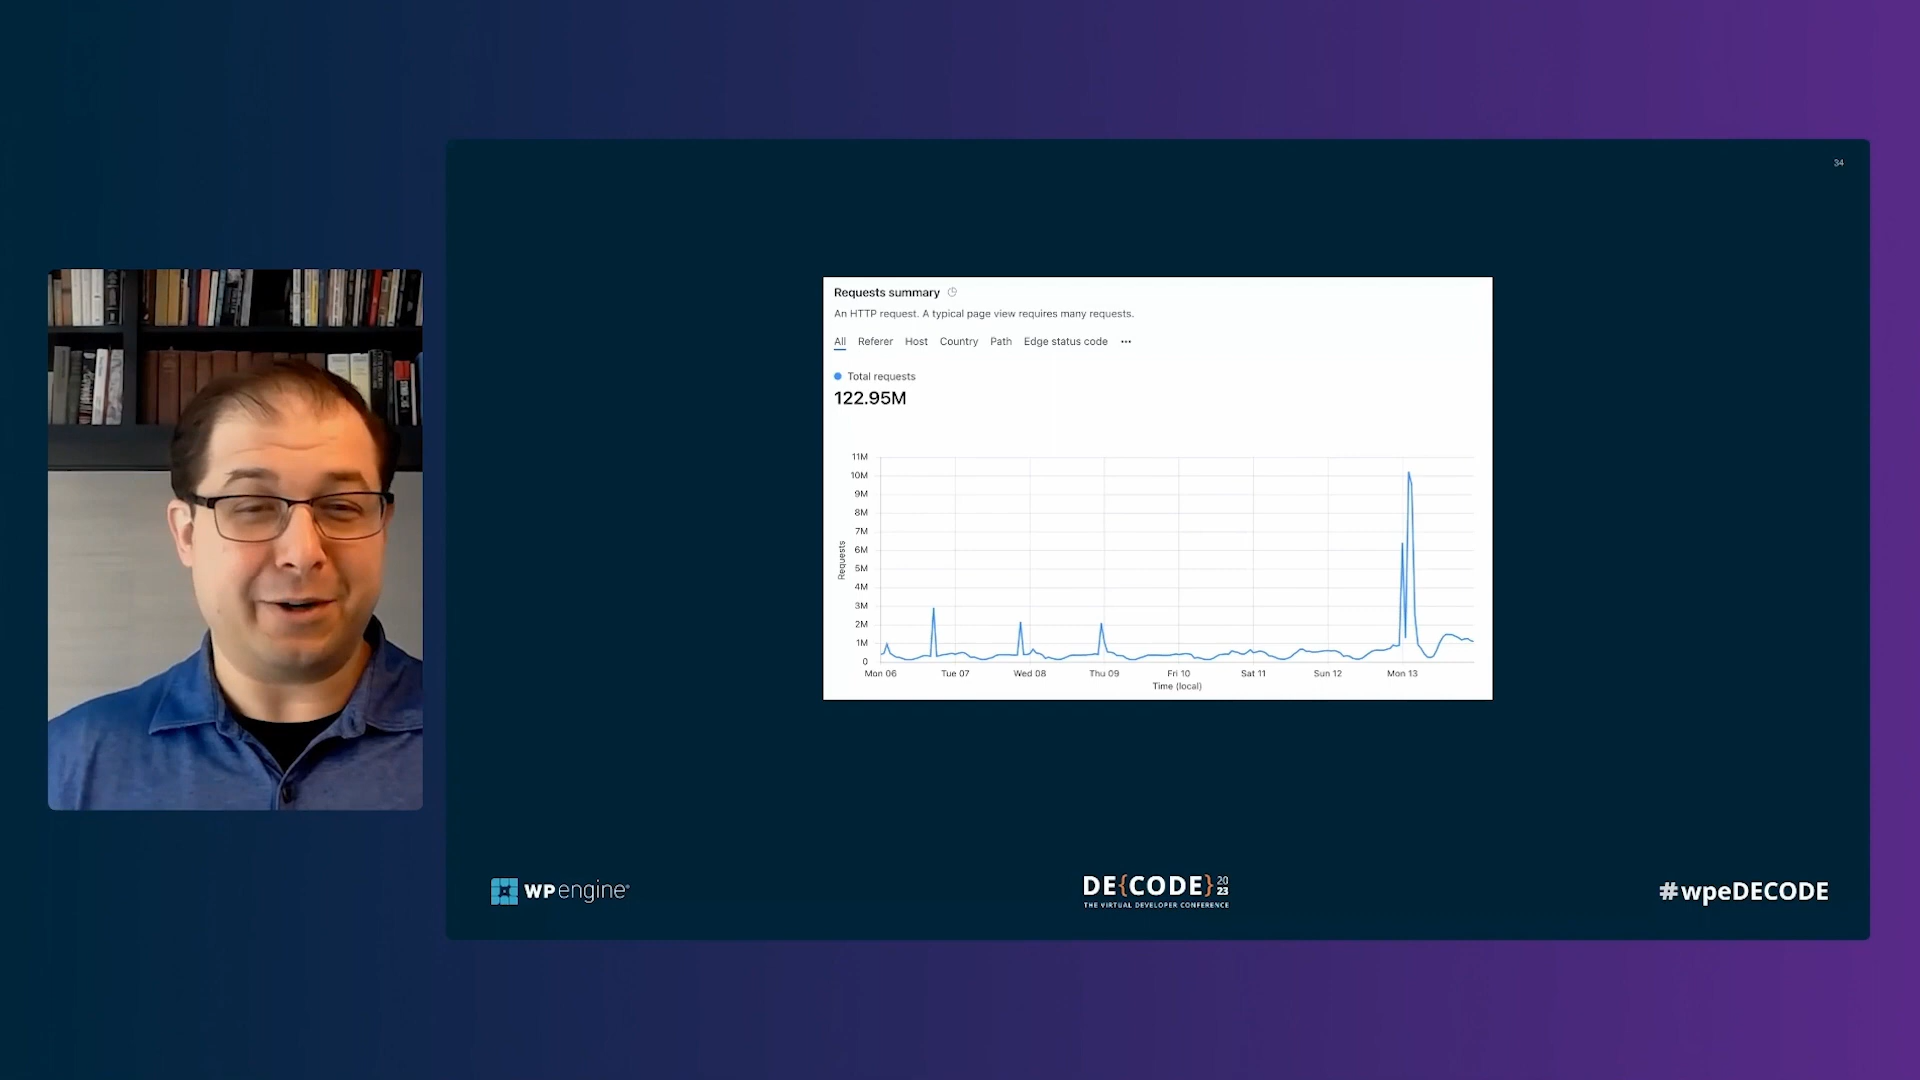 34
Requests summary
An HTTP request. A typical page view requires many requests.
All Referer Host Country Path Edge status code ...
Total requests
122.95M
11M
10M
9M
8M
7M
6M
5M
4M
3M
2M
1M
0
Requests
Mon 06 Tue 07 Wed 08 Thu 09 Fri 10 Sat 11 Sun 12 Mon 13
Time (local)
WP engine
DE{CODE} 2023
THE VIRTUAL DEVELOPER CONFERENCE
#wpeDECODE